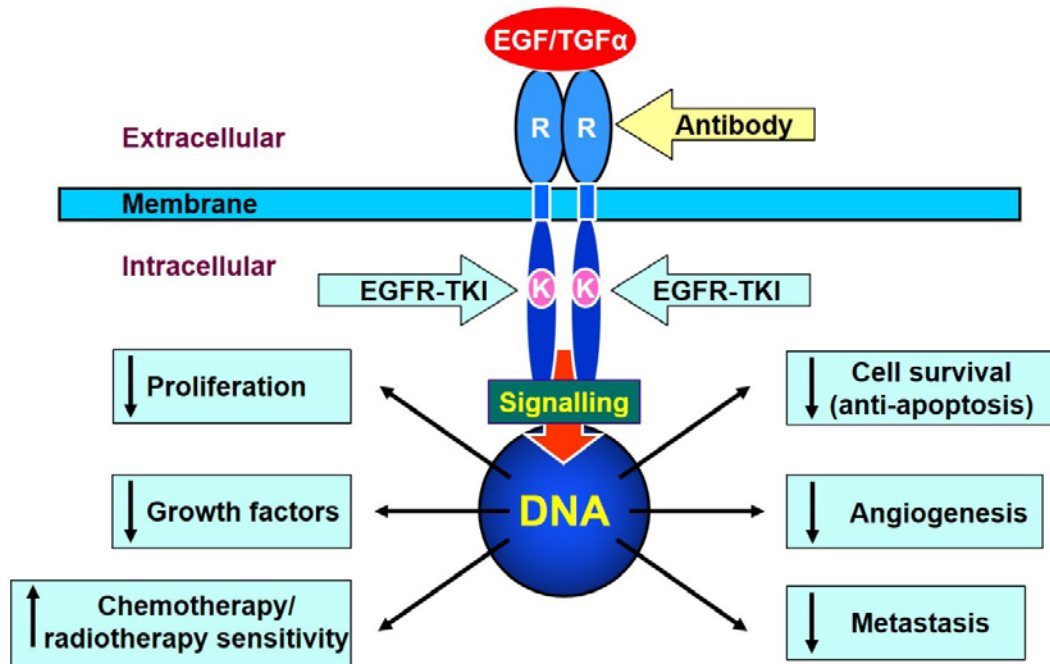 EGF/TGFα
R R
Antibody
Extracellular
Membrane
Intracellular
EGFR-TKI
K K
EGFR-TKI
Proliferation
Signalling
Cell survival
(anti-apoptosis)
Growth factors
DNA
Angiogenesis
Chemotherapy/
radiotherapy sensitivity
Metastasis